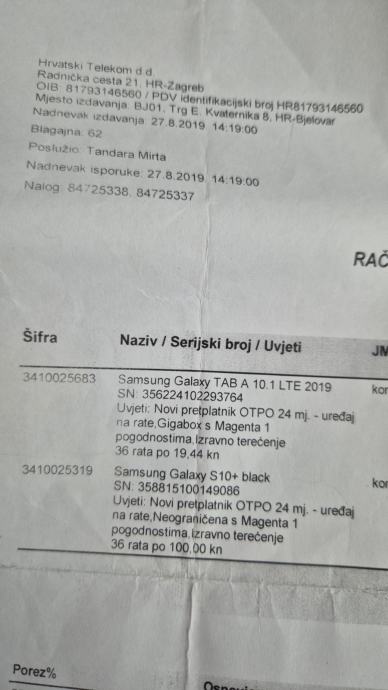 Hrvatski Telekom d.d.
Radnička cesta 21, HR-Zagreb
OIB: 81793146560 / PDV identifikacijski broj HR81793146560
Mjesto izdavanja: BJ01, Trg E. Kvaternika 8, HR-Bjelovar
Nadnevak izdavanja: 27.8.2019. 14:19:00
Blagajna: 62
Poslužio: Tandara Mirta
Nadnevak isporuke: 27.8.2019. 14:19:00
Nalog: 84725338, 84725337
RAČ
Šifra Naziv / Serijski broj / Uvjeti JM
3410025683 Samsung Galaxy TAB A 10.1 LTE 2019 kor
SN: 356224102293764
Uvjeti: Novi pretplatnik OTPO 24 mj. - uređaj
na rate,Gigabox s Magenta 1
pogodnostima,Izravno terećenje
36 rata po 19,44 kn
3410025319 Samsung Galaxy S10+ black kor
SN: 358815100149086
Uvjeti: Novi pretplatnik OTPO 24 mj. - uređaj
na rate,Neograničena s Magenta 1
pogodnostima,Izravno terećenje
36 rata po 100,00 kn
Porez%